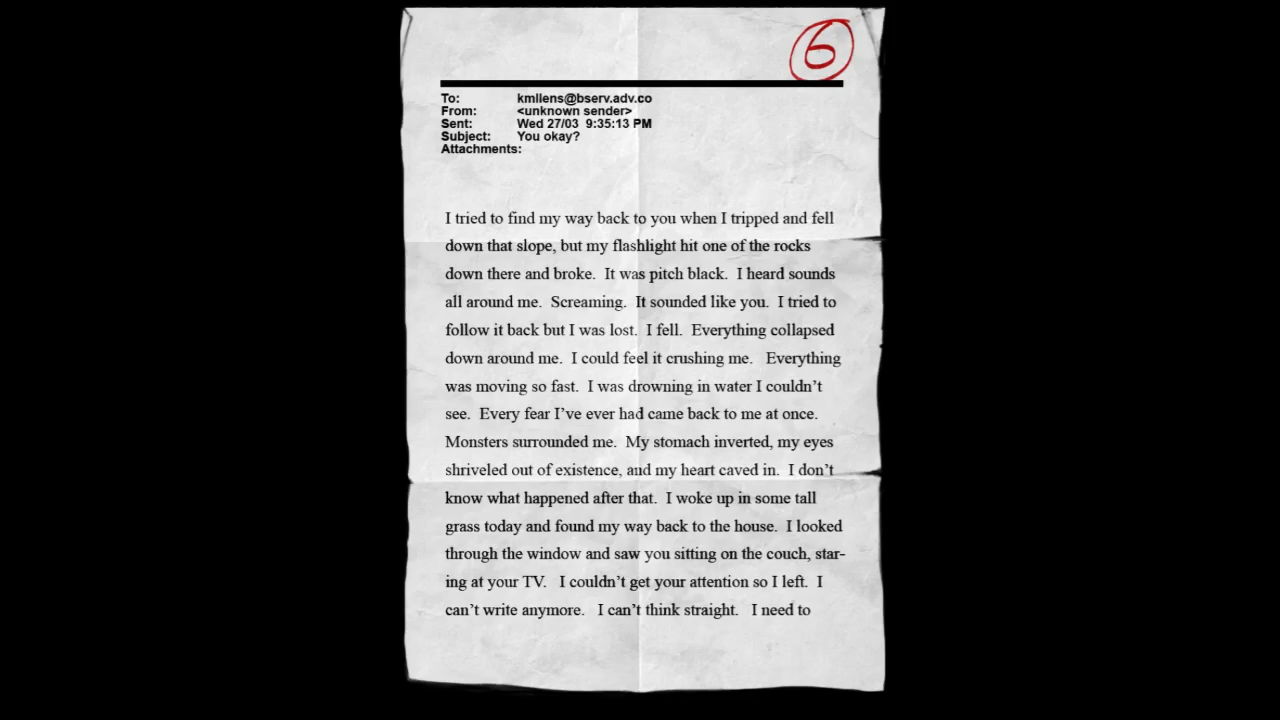 6
To: kmllens@bserv.adv.co
From: <unknown sender>
Sent: Wed 27/03 9:35:13 PM
Subject: You okay?
Attachments:
I tried to find my way back to you when I tripped and fell
down that slope, but my flashlight hit one of the rocks
down there and broke.  It was pitch black.  I heard sounds
all around me.  Screaming.  It sounded like you.  I tried to
follow it back but I was lost.  I fell.  Everything collapsed
down around me.  I could feel it crushing me.   Everything
was moving so fast.  I was drowning in water I couldn’t
see.  Every fear I’ve ever had came back to me at once.
Monsters surrounded me.  My stomach inverted, my eyes
shriveled out of existence, and my heart caved in.  I don’t
know what happened after that.  I woke up in some tall
grass today and found my way back to the house.  I looked
through the window and saw you sitting on the couch, star-
ing at your TV.   I couldn’t get your attention so I left.  I
can’t write anymore.   I can’t think straight.   I need to